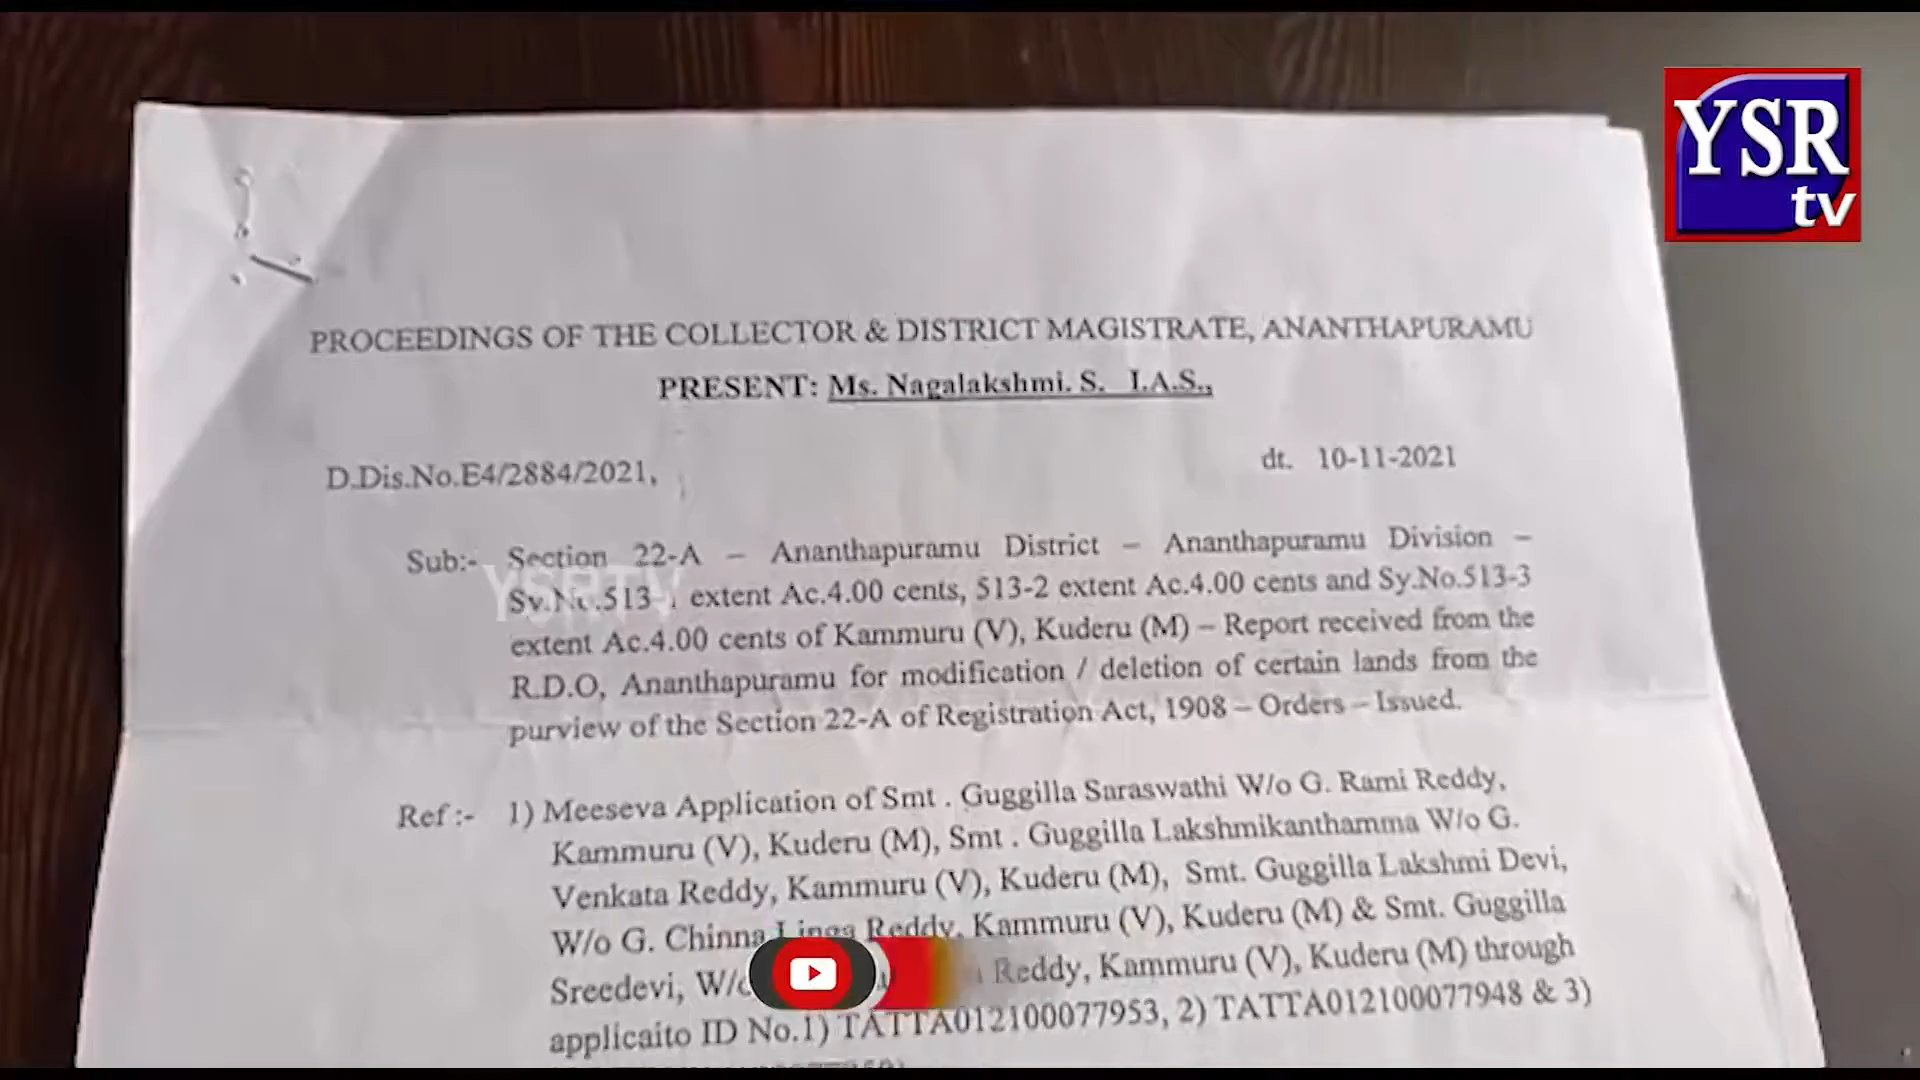 YSR
tv
PROCEEDINGS OF THE COLLECTOR & DISTRICT MAGISTRATE, ANANTHAPURAMU
PRESENT: Ms. Nagalakshmi. S. I.A.S.,
D.Dis.No.E4/2884/2021,
dt. 10-11-2021
Sub:- Section 22-A – Ananthapuramu District – Ananthapuramu Division –
YSRTV
Sy.No.513- extent Ac.4.00 cents, 513-2 extent Ac.4.00 cents and Sy.No.513-3
extent Ac.4.00 cents of Kammuru (V), Kuderu (M) – Report received from the
R.D.O, Ananthapuramu for modification / deletion of certain lands from the
purview of the Section 22-A of Registration Act, 1908 – Orders – Issued.
Ref :- 1) Meeseva Application of Smt . Guggilla Saraswathi W/o G. Rami Reddy,
Kammuru (V), Kuderu (M), Smt . Guggilla Lakshmikanthamma W/o G.
Venkata Reddy, Kammuru (V), Kuderu (M), Smt. Guggilla Lakshmi Devi,
W/o G. Chinna Linga Reddy, Kammuru (V), Kuderu (M) & Smt. Guggilla
Sreedevi, Reddy, Kammuru (V), Kuderu (M) through
applicaito ID No.1) TATTA012100077953, 2) TATTA012100077948 & 3)